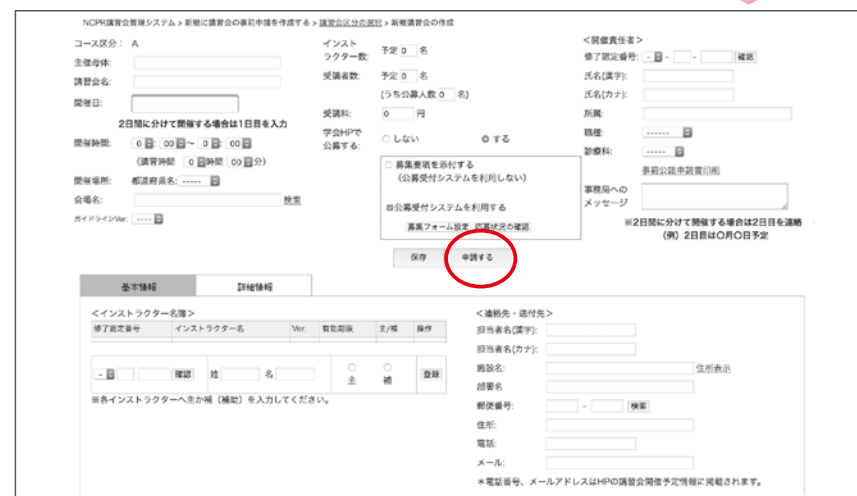 NCPR講習会管理システム > 新規に講習会の事前申請を作成する > 講習会区分の選択 > 新規講習会の作成
コース区分： A
主催母体:
講習会名:
開催日:
2日間に分けて開催する場合は1日目を入力
開催時間: 0 : 00 ～ 0 : 00
(講習時間 0 時間 00 分)
開催場所: 都道府県名: -----
会場名: 検索
ガイドラインVer: ----
インストラクター数: 予定 0 名
受講者数: 予定 0 名
(うち公募人数 0 名)
受講料: 0 円
学会HPで公募する: しない する
募集要項を添付する
(公募受付システムを利用しない)
公募受付システムを利用する
募集フォーム設定 応募状況の確認
保存 申請する
<開催責任者>
修了認定番号: - - - 確認
氏名(漢字):
氏名(カナ):
所属:
職種: ------
診療科: -----
事前公認申請書印刷
事務局へのメッセージ
※2日間に分けて開催する場合は2日目を連絡
(例) 2日目は〇月〇日予定
基本情報 詳細情報
<インストラクター名簿>
修了認定番号 インストラクター名 Ver. 有効期限 主/補 操作
- 確認 姓 名 主 補 登録
※各インストラクターへ主か補（補助）を入力してください。
<連絡先・送付先>
担当者名(漢字):
担当者名(カナ):
施設名: 住所表示
部署名
郵便番号: - 検索
住所:
電話:
メール:
＊電話番号、メールアドレスはHPの講習会開催予定情報に掲載されます。